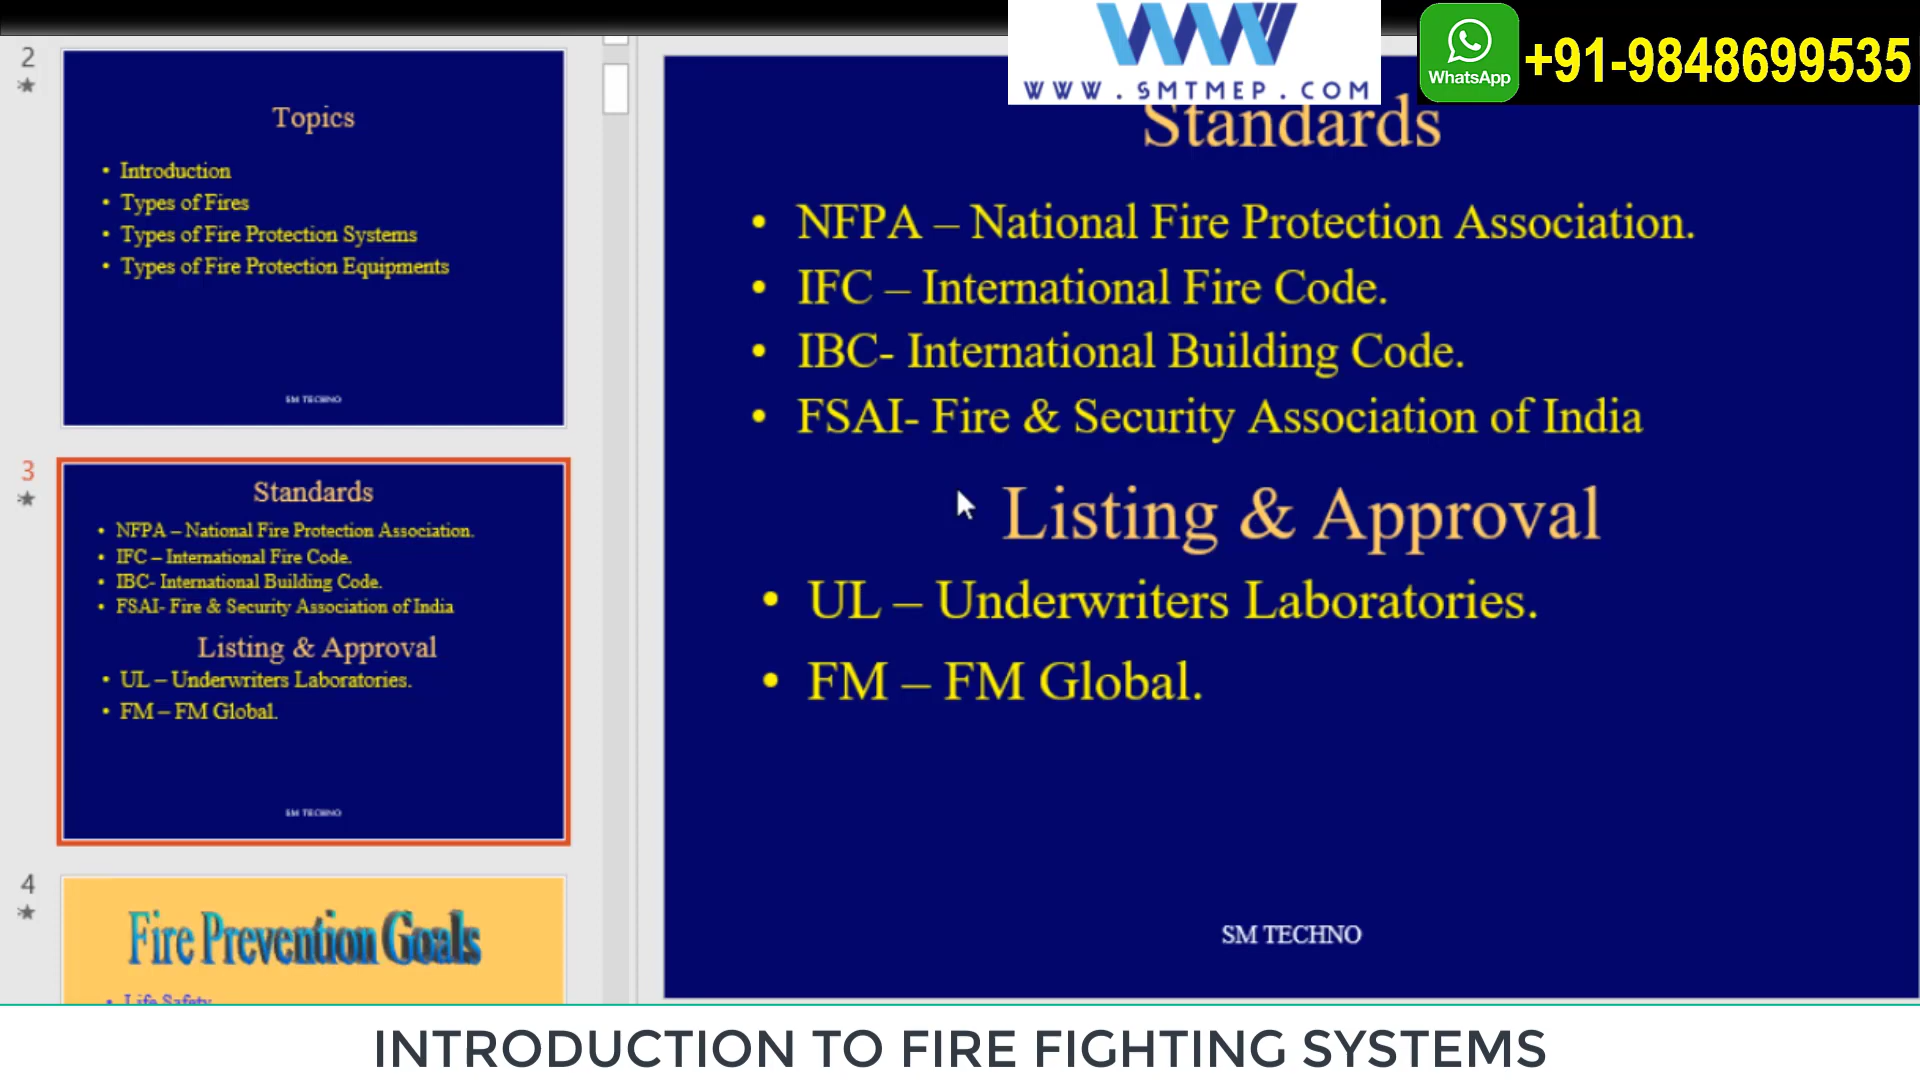 WWW.SMTMEP.COM
WhatsApp
+91-9848699535
2
Topics
• Introduction
• Types of Fires
• Types of Fire Protection Systems
• Types of Fire Protection Equipments
SM TECHNO
3
Standards
• NFPA – National Fire Protection Association.
• IFC – International Fire Code.
• IBC- International Building Code.
• FSAI- Fire & Security Association of India
Listing & Approval
• UL – Underwriters Laboratories.
• FM – FM Global.
SM TECHNO
4
Fire Prevention Goals
• Life Safety
Standards
• NFPA – National Fire Protection Association.
• IFC – International Fire Code.
• IBC- International Building Code.
• FSAI- Fire & Security Association of India
Listing & Approval
• UL – Underwriters Laboratories.
• FM – FM Global.
SM TECHNO
INTRODUCTION TO FIRE FIGHTING SYSTEMS